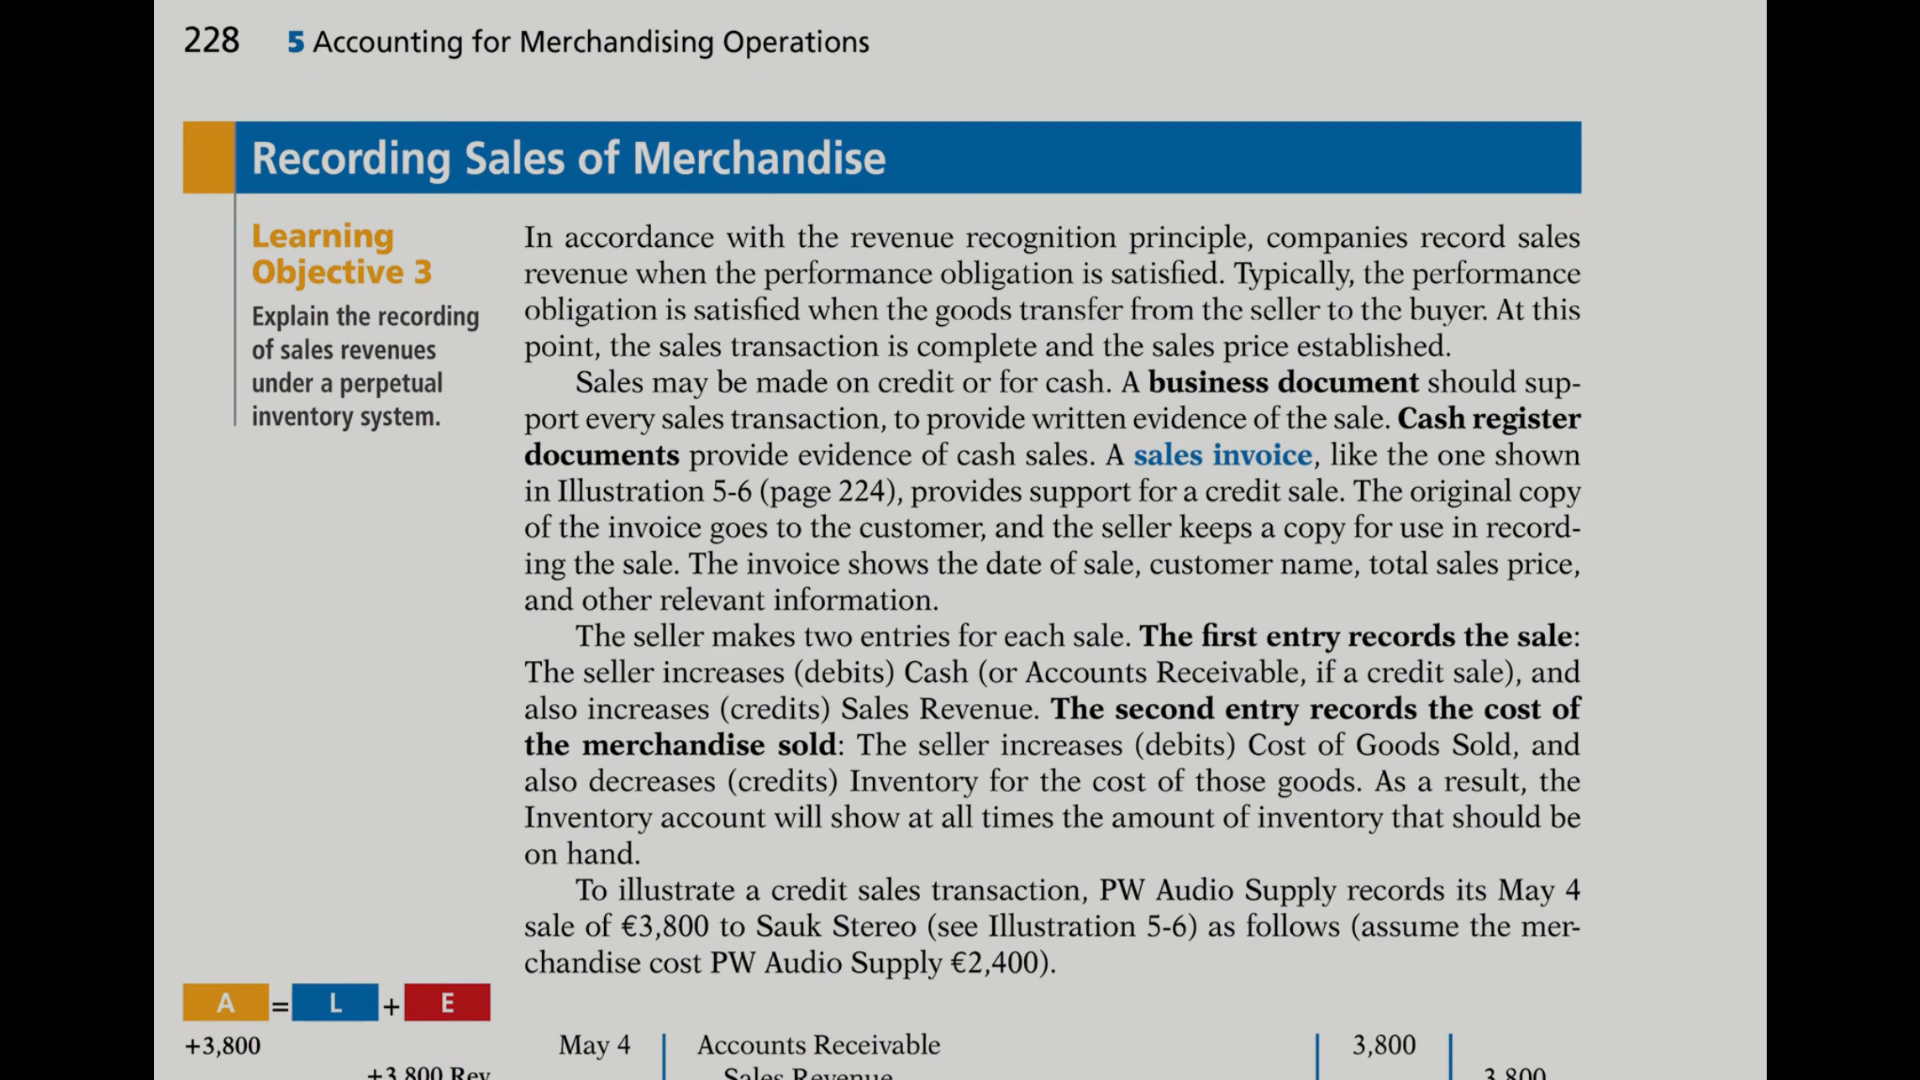 228 5 Accounting for Merchandising Operations
Recording Sales of Merchandise
Learning
Objective 3
Explain the recording
of sales revenues
under a perpetual
inventory system.
In accordance with the revenue recognition principle, companies record sales
revenue when the performance obligation is satisfied. Typically, the performance
obligation is satisfied when the goods transfer from the seller to the buyer. At this
point, the sales transaction is complete and the sales price established.
Sales may be made on credit or for cash. A business document should sup-
port every sales transaction, to provide written evidence of the sale. Cash register
documents provide evidence of cash sales. A sales invoice, like the one shown
in Illustration 5-6 (page 224), provides support for a credit sale. The original copy
of the invoice goes to the customer, and the seller keeps a copy for use in record-
ing the sale. The invoice shows the date of sale, customer name, total sales price,
and other relevant information.
The seller makes two entries for each sale. The first entry records the sale:
The seller increases (debits) Cash (or Accounts Receivable, if a credit sale), and
also increases (credits) Sales Revenue. The second entry records the cost of
the merchandise sold: The seller increases (debits) Cost of Goods Sold, and
also decreases (credits) Inventory for the cost of those goods. As a result, the
Inventory account will show at all times the amount of inventory that should be
on hand.
To illustrate a credit sales transaction, PW Audio Supply records its May 4
sale of €3,800 to Sauk Stereo (see Illustration 5-6) as follows (assume the mer-
chandise cost PW Audio Supply €2,400).
A = L + E
+3,800
+3,800 Rev
May 4 Accounts Receivable 3,800
Sales Revenue 3,800